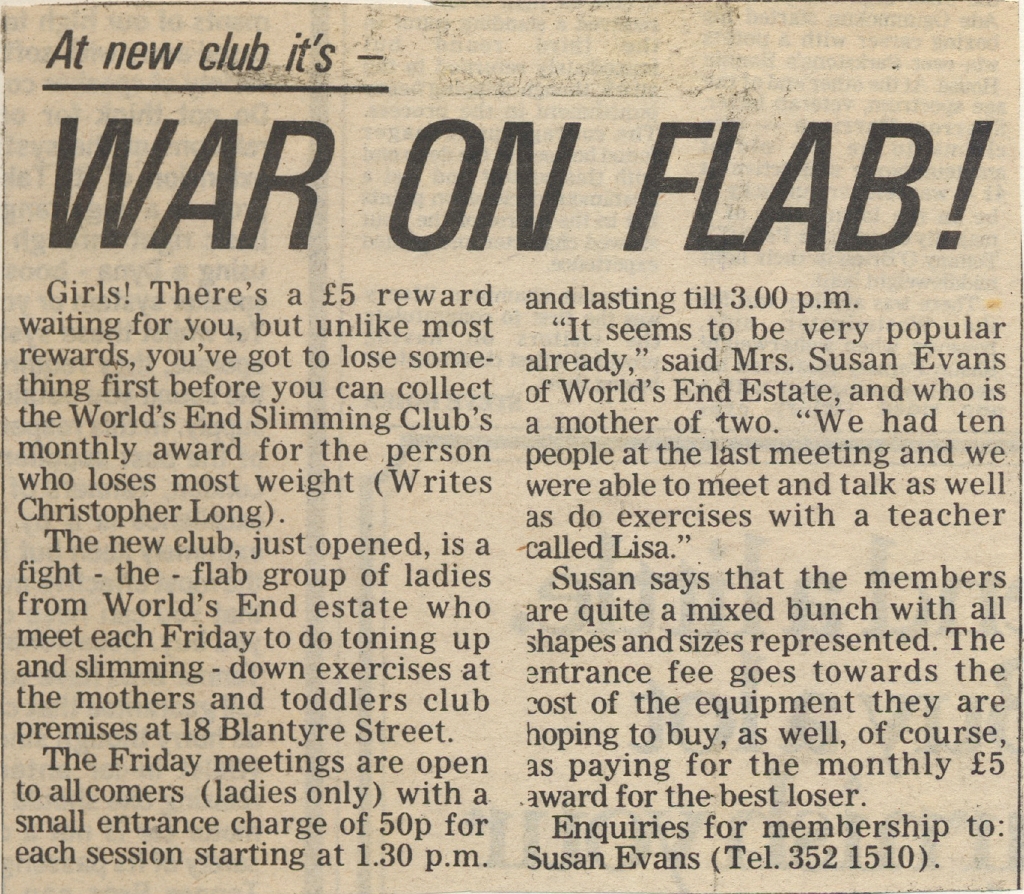 At new club it's –
WAR ON FLAB!
Girls! There's a £5 reward
waiting for you, but unlike most
rewards, you've got to lose some-
thing first before you can collect
the World's End Slimming Club's
monthly award for the person
who loses most weight (Writes
Christopher Long).
The new club, just opened, is a
fight - the - flab group of ladies
from World's End estate who
meet each Friday to do toning up
and slimming - down exercises at
the mothers and toddlers club
premises at 18 Blantyre Street.
The Friday meetings are open
to all comers (ladies only) with a
small entrance charge of 50p for
each session starting at 1.30 p.m.
and lasting till 3.00 p.m.
"It seems to be very popular
already," said Mrs. Susan Evans
of World's End Estate, and who is
a mother of two. "We had ten
people at the last meeting and we
were able to meet and talk as well
as do exercises with a teacher
called Lisa."
Susan says that the members
are quite a mixed bunch with all
shapes and sizes represented. The
entrance fee goes towards the
cost of the equipment they are
hoping to buy, as well, of course,
as paying for the monthly £5
award for the best loser.
Enquiries for membership to:
Susan Evans (Tel. 352 1510).